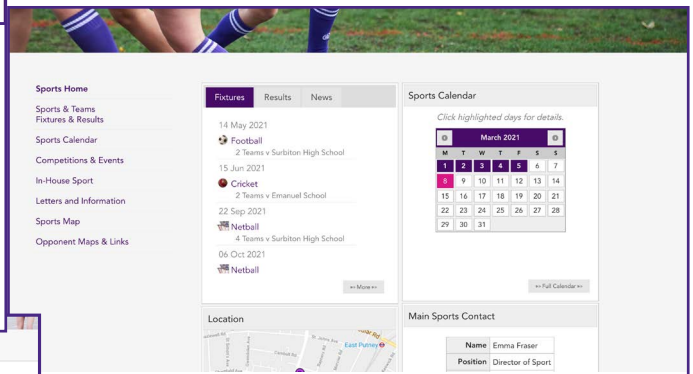 Sports Home
Sports & Teams
Fixtures & Results
Sports Calendar
Competitions & Events
In-House Sport
Letters and Information
Sports Map
Opponent Maps & Links
Fixtures Results News
14 May 2021
Football
2 Teams v Surbiton High School
15 Jun 2021
Cricket
2 Teams v Emanuel School
22 Sep 2021
Netball
4 Teams v Surbiton High School
06 Oct 2021
Netball
More
Sports Calendar
Click highlighted days for details.
March 2021
M T W T F S S
1 2 3 4 5 6 7
8 9 10 11 12 13 14
15 16 17 18 19 20 21
22 23 24 25 26 27 28
29 30 31
Full Calendar
Location
East Putney
Main Sports Contact
Name Emma Fraser
Position Director of Sport